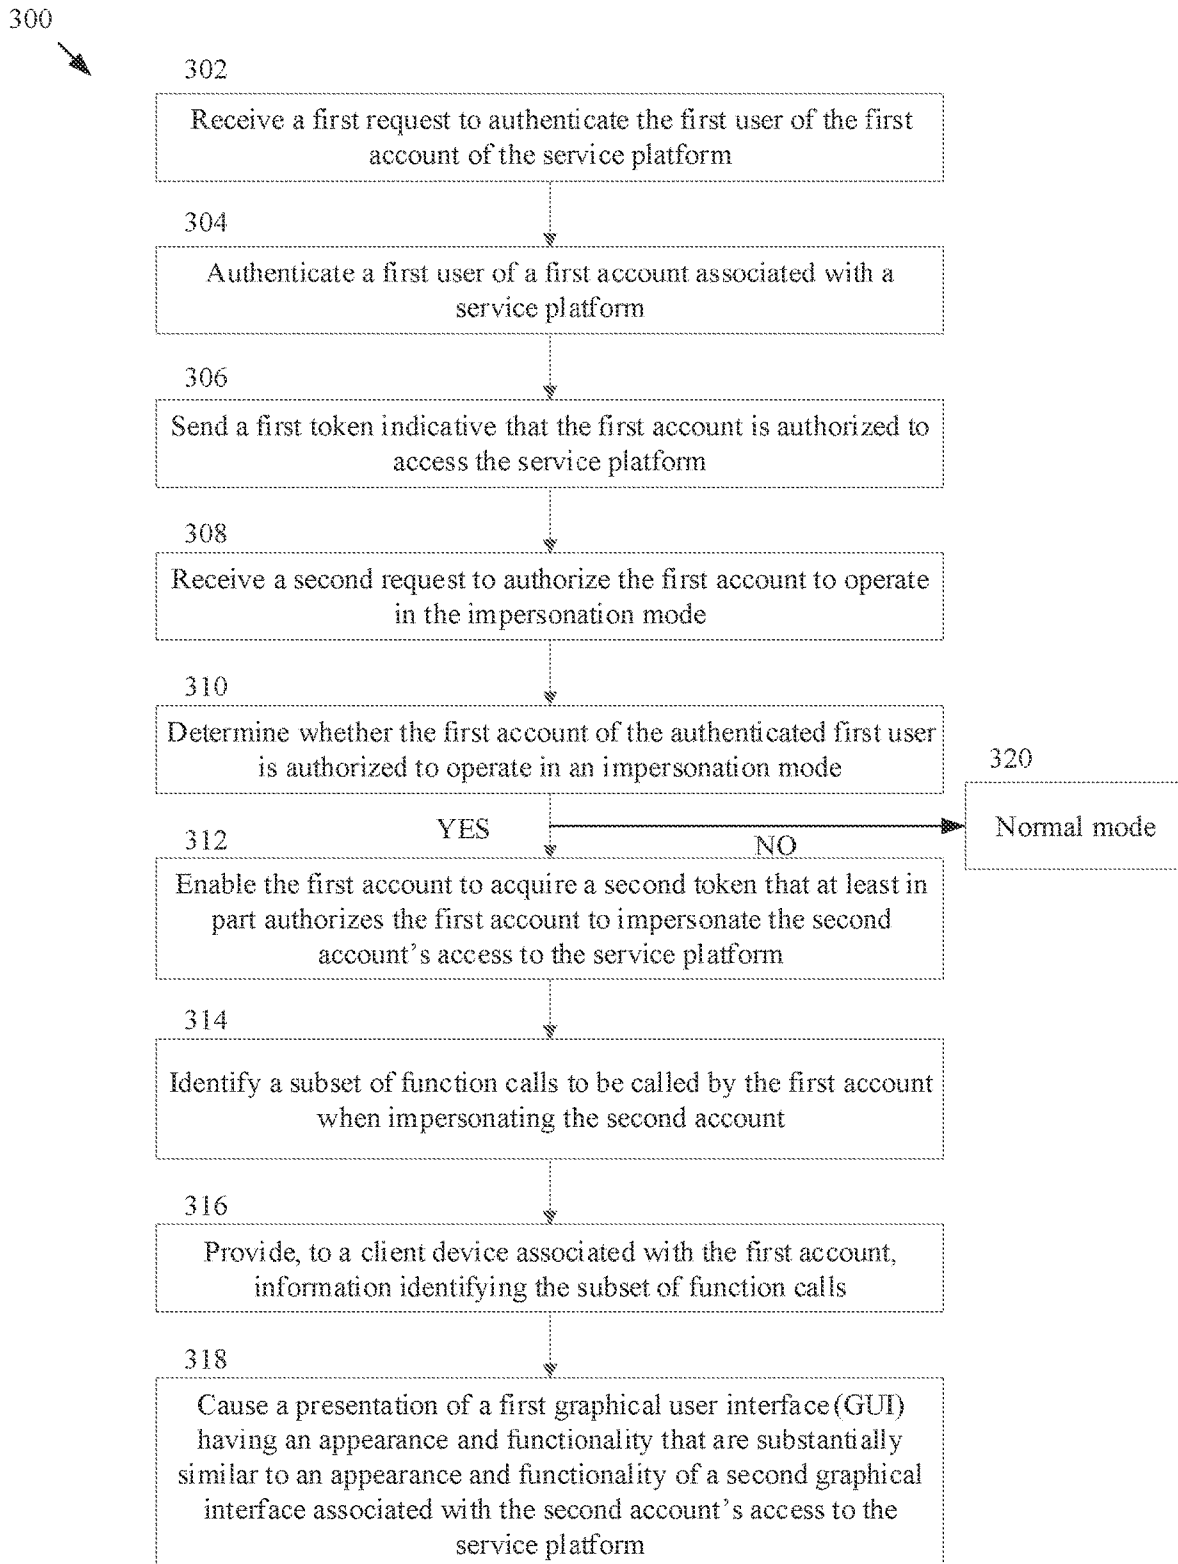 300
302
Receive a first request to authenticate the first user of the first
account of the service platform
304
Authenticate a first user of a first account associated with a
service platform
306
Send a first token indicative that the first account is authorized to
access the service platform
308
Receive a second request to authorize the first account to operate
in the impersonation mode
310
Determine whether the first account of the authenticated first user
is authorized to operate in an impersonation mode
320
Normal mode
YES
NO
312
Enable the first account to acquire a second token that at least in
part authorizes the first account to impersonate the second
account's access to the service platform
314
Identify a subset of function calls to be called by the first account
when impersonating the second account
316
Provide, to a client device associated with the first account,
information identifying the subset of function calls
318
Cause a presentation of a first graphical user interface (GUI)
having an appearance and functionality that are substantially
similar to an appearance and functionality of a second graphical
interface associated with the second account's access to the
service platform